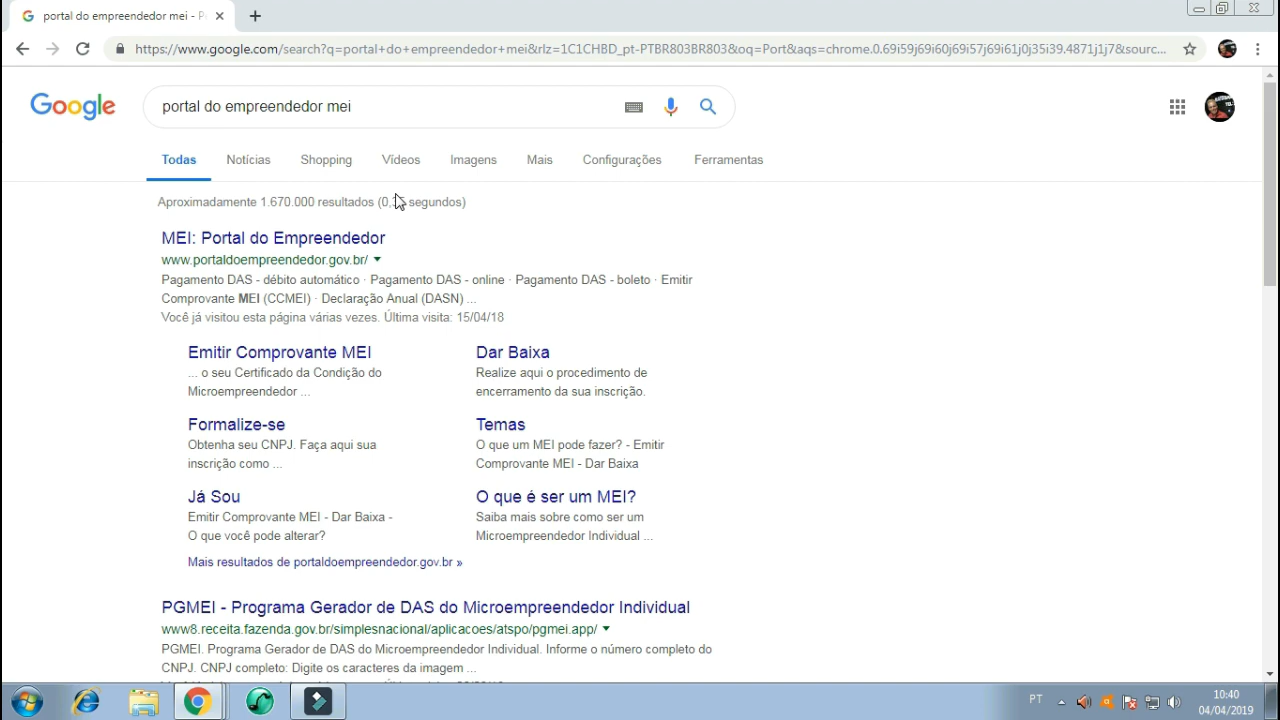 portal do empreendedor mei - P
https://www.google.com/search?q=portal+do+empreendedor+mei&rlz=1C1CHBD_pt-PTBR803BR803&oq=Port&aqs=chrome.0.69i59j69i60j69i57j69i61j0j35i39.4871j1j7&sourc...
Google
portal do empreendedor mei
Todas Notícias Shopping Vídeos Imagens Mais Configurações Ferramentas
Aproximadamente 1.670.000 resultados (0, segundos)
MEI: Portal do Empreendedor
www.portaldoempreendedor.gov.br/
Pagamento DAS - débito automático · Pagamento DAS - online · Pagamento DAS - boleto · Emitir
Comprovante MEI (CCMEI) · Declaração Anual (DASN) ...
Você já visitou esta página várias vezes. Última visita: 15/04/18
Emitir Comprovante MEI
... o seu Certificado da Condição do
Microempreendedor ...
Dar Baixa
Realize aqui o procedimento de
encerramento da sua inscrição.
Formalize-se
Obtenha seu CNPJ. Faça aqui sua
inscrição como ...
Temas
O que um MEI pode fazer? - Emitir
Comprovante MEI - Dar Baixa
Já Sou
Emitir Comprovante MEI - Dar Baixa -
O que você pode alterar?
O que é ser um MEI?
Saiba mais sobre como ser um
Microempreendedor Individual ...
Mais resultados de portaldoempreendedor.gov.br »
PGMEI - Programa Gerador de DAS do Microempreendedor Individual
www8.receita.fazenda.gov.br/simplesnacional/aplicacoes/atspo/pgmei.app/
PGMEI. Programa Gerador de DAS do Microempreendedor Individual. Informe o número completo do
CNPJ. CNPJ completo: Digite os caracteres da imagem ...
PT
10:40
04/04/2019